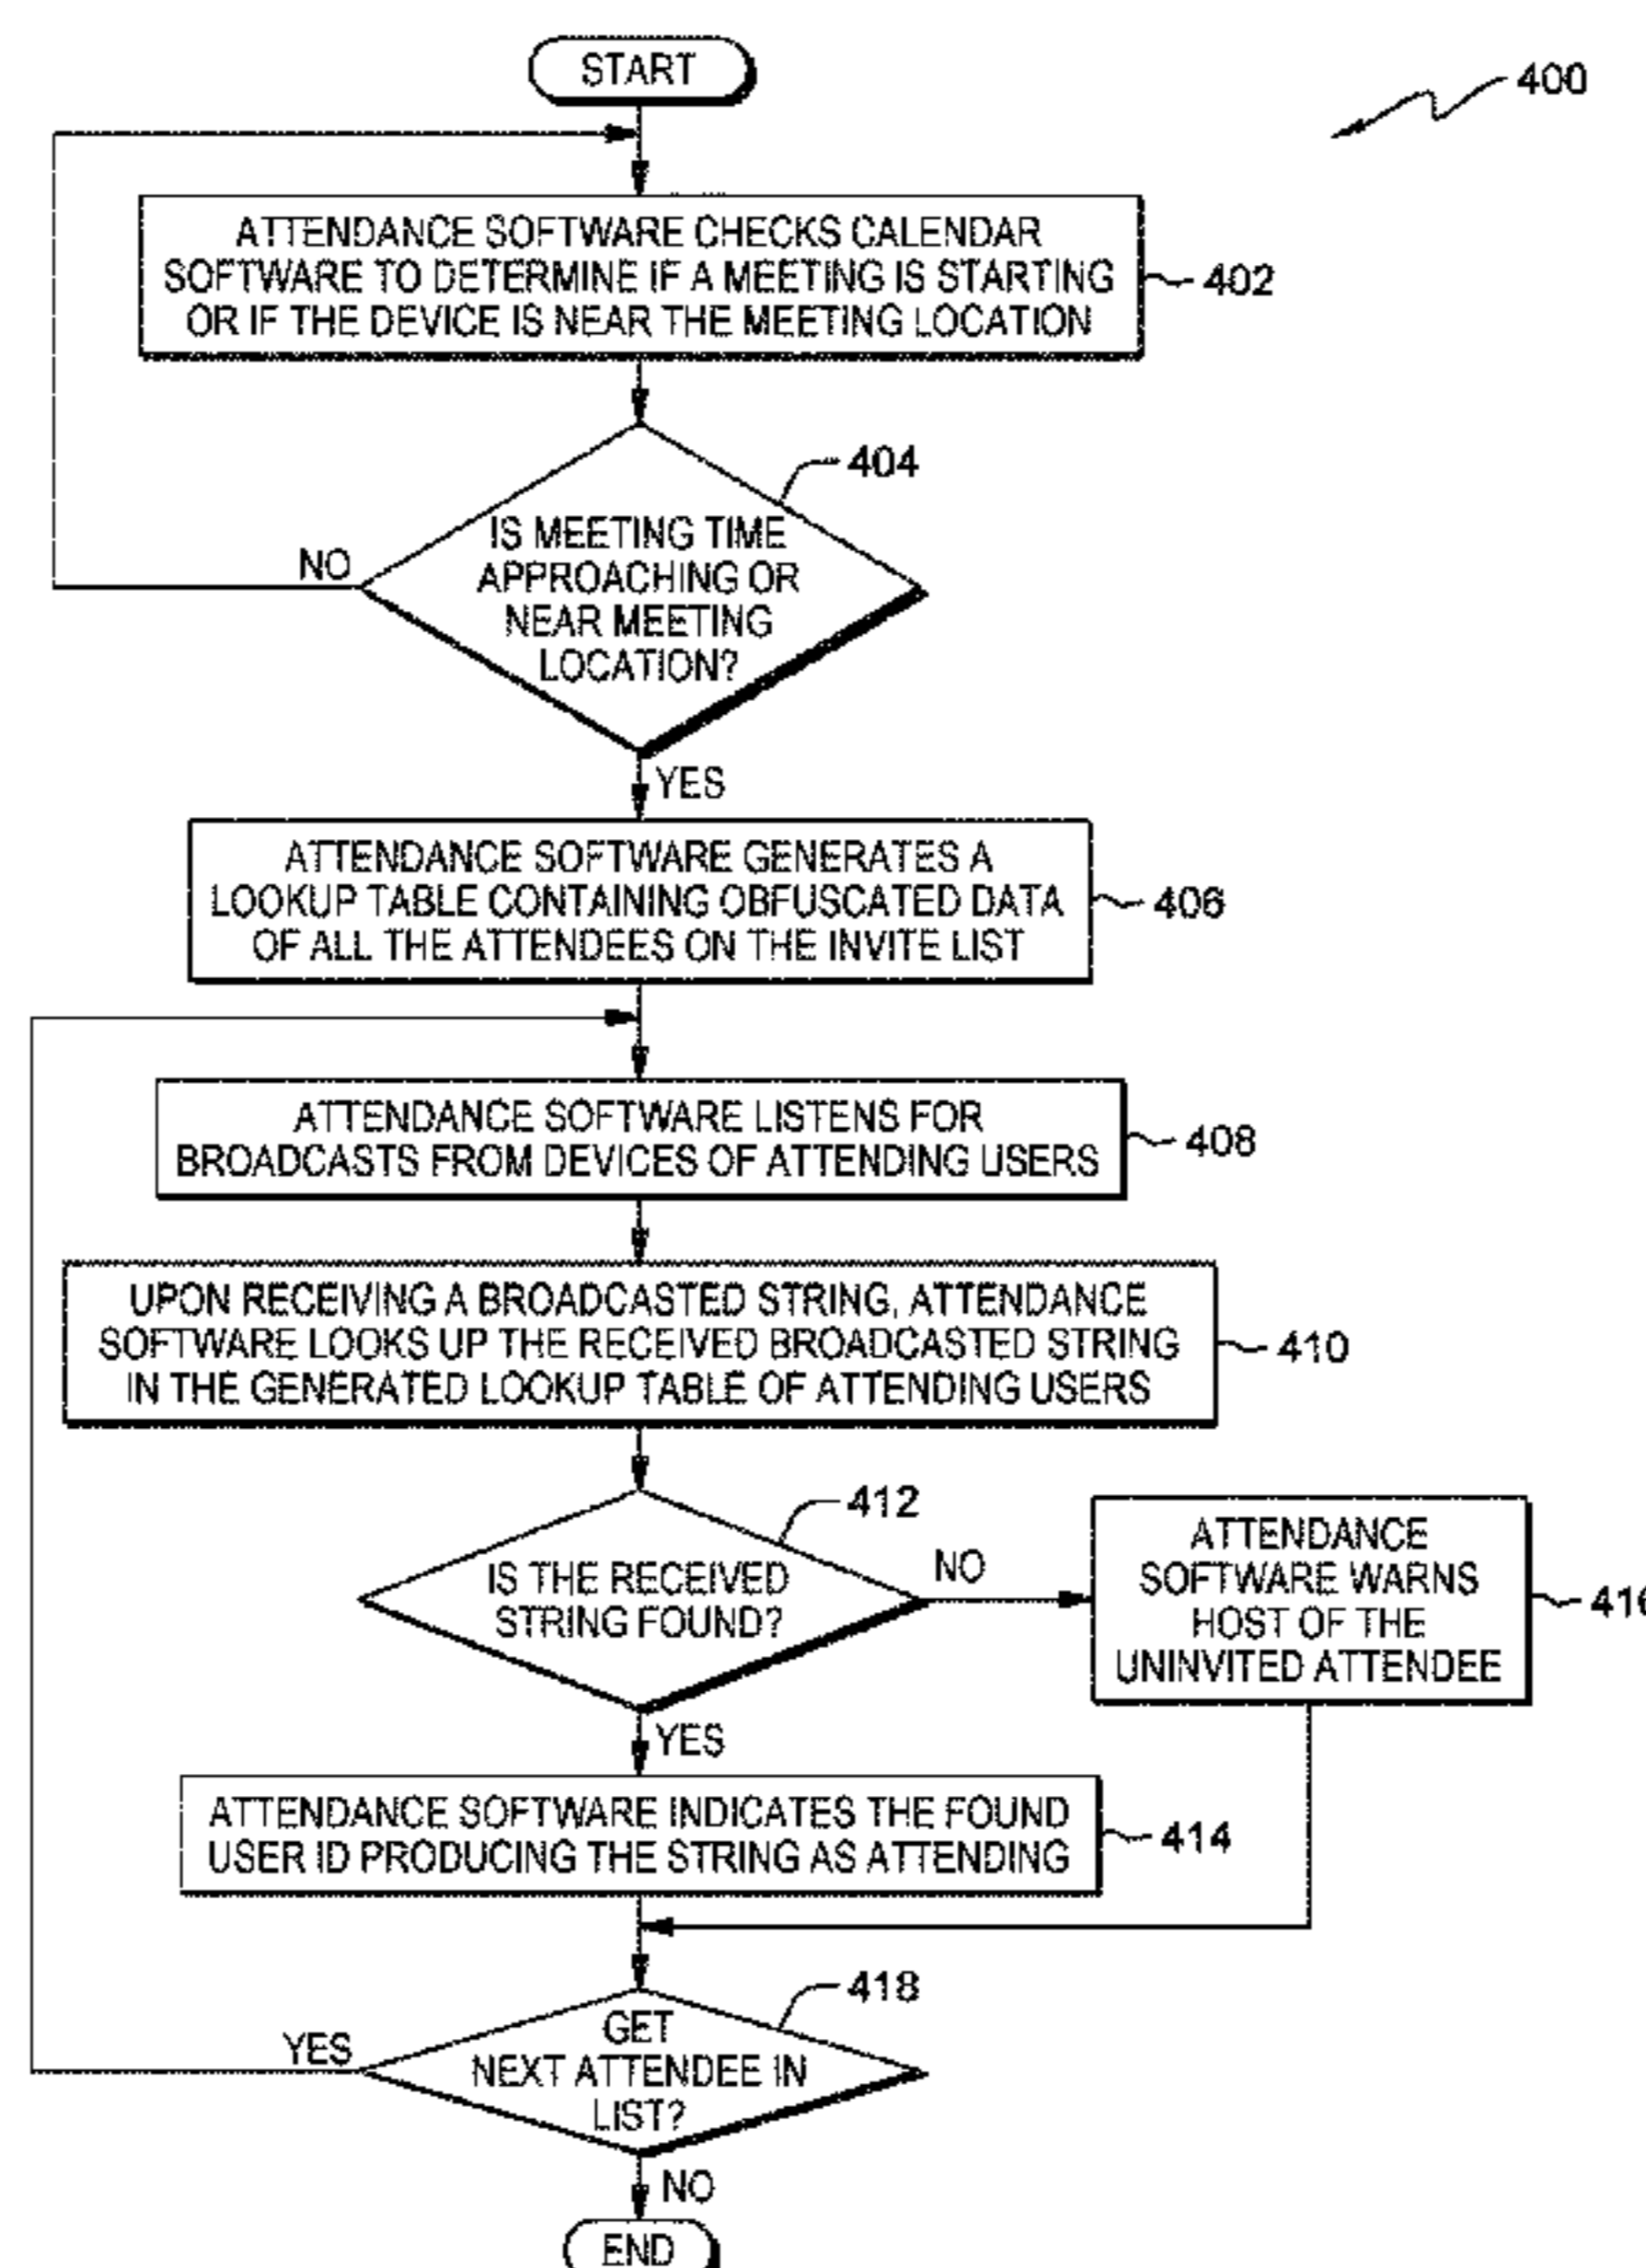 START
400
ATTENDANCE SOFTWARE CHECKS CALENDAR
SOFTWARE TO DETERMINE IF A MEETING IS STARTING
OR IF THE DEVICE IS NEAR THE MEETING LOCATION
402
404
IS MEETING TIME
APPROACHING OR
NEAR MEETING
LOCATION?
NO
YES
ATTENDANCE SOFTWARE GENERATES A
LOOKUP TABLE CONTAINING OBFUSCATED DATA
OF ALL THE ATTENDEES ON THE INVITE LIST
406
ATTENDANCE SOFTWARE LISTENS FOR
BROADCASTS FROM DEVICES OF ATTENDING USERS
408
UPON RECEIVING A BROADCASTED STRING, ATTENDANCE
SOFTWARE LOOKS UP THE RECEIVED BROADCASTED STRING
IN THE GENERATED LOOKUP TABLE OF ATTENDING USERS
410
412
IS THE RECEIVED
STRING FOUND?
NO
ATTENDANCE
SOFTWARE WARNS
HOST OF THE
UNINVITED ATTENDEE
416
YES
ATTENDANCE SOFTWARE INDICATES THE FOUND
USER ID PRODUCING THE STRING AS ATTENDING
414
418
GET
NEXT ATTENDEE IN
LIST?
YES
NO
END